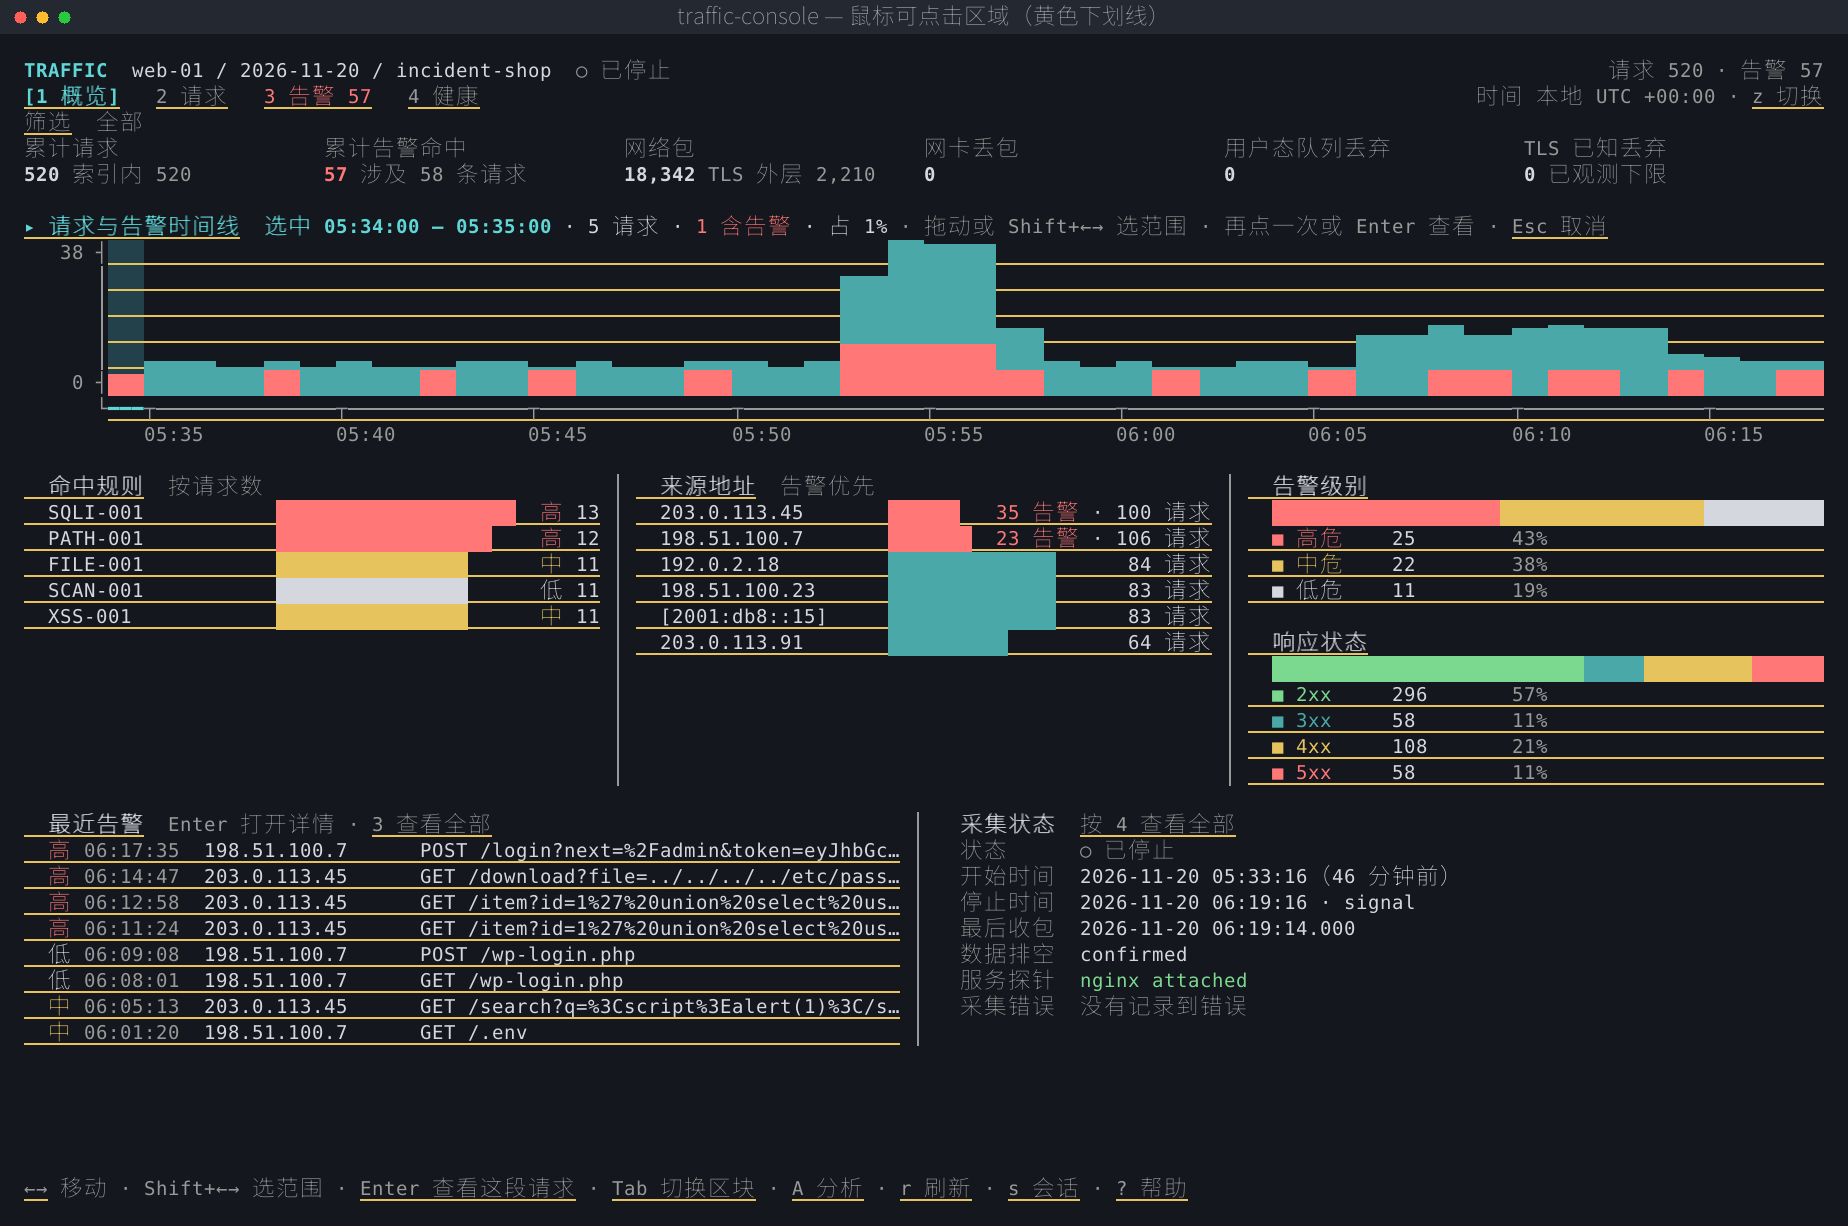 traffic-console — 鼠标可点击区域（黄色下划线）
TRAFFIC web-01 / 2026-11-20 / incident-shop ○ 已停止 请求 520 · 告警 57
[1 概览] 2 请求 3 告警 57 4 健康 时间 本地 UTC +00:00 · z 切换
筛选 全部
累计请求 累计告警命中 网络包 网卡丢包 用户态队列丢弃 TLS 已知丢弃
520 索引内 520 57 涉及 58 条请求 18,342 TLS 外层 2,210 0 0 0 已观测下限
▸ 请求与告警时间线 选中 05:34:00 — 05:35:00 · 5 请求 · 1 含告警 · 占 1% · 拖动或 Shift+←→ 选范围 · 再点一次或 Enter 查看 · Esc 取消
38
0
05:35 05:40 05:45 05:50 05:55 06:00 06:05 06:10 06:15
命中规则 按请求数
SQLI-001 高 13
PATH-001 高 12
FILE-001 中 11
SCAN-001 低 11
XSS-001 中 11
来源地址 告警优先
203.0.113.45 35 告警 · 100 请求
198.51.100.7 23 告警 · 106 请求
192.0.2.18 84 请求
198.51.100.23 83 请求
[2001:db8::15] 83 请求
203.0.113.91 64 请求
告警级别
■ 高危 25 43%
■ 中危 22 38%
■ 低危 11 19%
响应状态
■ 2xx 296 57%
■ 3xx 58 11%
■ 4xx 108 21%
■ 5xx 58 11%
最近告警 Enter 打开详情 · 3 查看全部
高 06:17:35 198.51.100.7 POST /login?next=%2Fadmin&token=eyJhbGc…
高 06:14:47 203.0.113.45 GET /download?file=../../../../etc/pass…
高 06:12:58 203.0.113.45 GET /item?id=1%27%20union%20select%20us…
高 06:11:24 203.0.113.45 GET /item?id=1%27%20union%20select%20us…
低 06:09:08 198.51.100.7 POST /wp-login.php
低 06:08:01 198.51.100.7 GET /wp-login.php
中 06:05:13 203.0.113.45 GET /search?q=%3Cscript%3Ealert(1)%3C/s…
中 06:01:20 198.51.100.7 GET /.env
采集状态 按 4 查看全部
状态 ○ 已停止
开始时间 2026-11-20 05:33:16（46 分钟前）
停止时间 2026-11-20 06:19:16 · signal
最后收包 2026-11-20 06:19:14.000
数据排空 confirmed
服务探针 nginx attached
采集错误 没有记录到错误
←→ 移动 · Shift+←→ 选范围 · Enter 查看这段请求 · Tab 切换区块 · A 分析 · r 刷新 · s 会话 · ? 帮助